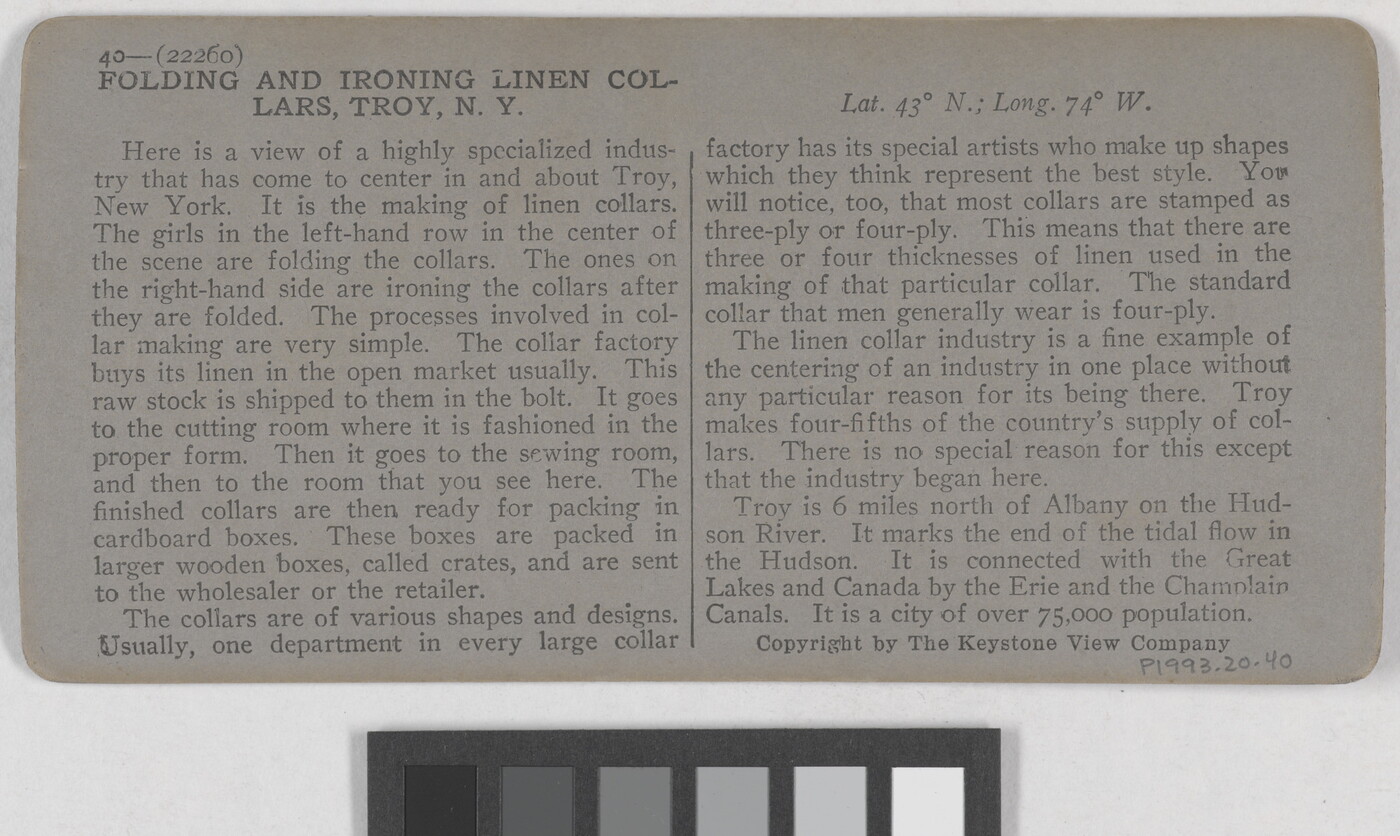 40—(22260)
FOLDING AND IRONING LINEN COL-
LARS, TROY, N. Y.
Here is a view of a highly specialized indus-
try that has come to center in and about Troy,
New York. It is the making of linen collars.
The girls in the left-hand row in the center of
the scene are folding the collars. The ones on
the right-hand side are ironing the collars after
they are folded. The processes involved in col-
lar making are very simple. The collar factory
buys its linen in the open market usually. This
raw stock is shipped to them in the bolt. It goes
to the cutting room where it is fashioned in the
proper form. Then it goes to the sewing room,
and then to the room that you see here. The
finished collars are then ready for packing in
cardboard boxes. These boxes are packed in
larger wooden boxes, called crates, and are sent
to the wholesaler or the retailer.
The collars are of various shapes and designs.
Usually, one department in every large collar
Lat. 43° N.; Long. 74° W.
factory has its special artists who make up shapes
which they think represent the best style. You
will notice, too, that most collars are stamped as
three-ply or four-ply. This means that there are
three or four thicknesses of linen used in the
making of that particular collar. The standard
collar that men generally wear is four-ply.
The linen collar industry is a fine example of
the centering of an industry in one place without
any particular reason for its being there. Troy
makes four-fifths of the country's supply of col-
lars. There is no special reason for this except
that the industry began here.
Troy is 6 miles north of Albany on the Hud-
son River. It marks the end of the tidal flow in
the Hudson. It is connected with the Great
Lakes and Canada by the Erie and the Champlain
Canals. It is a city of over 75,000 population.
Copyright by The Keystone View Company
P1993.20.40